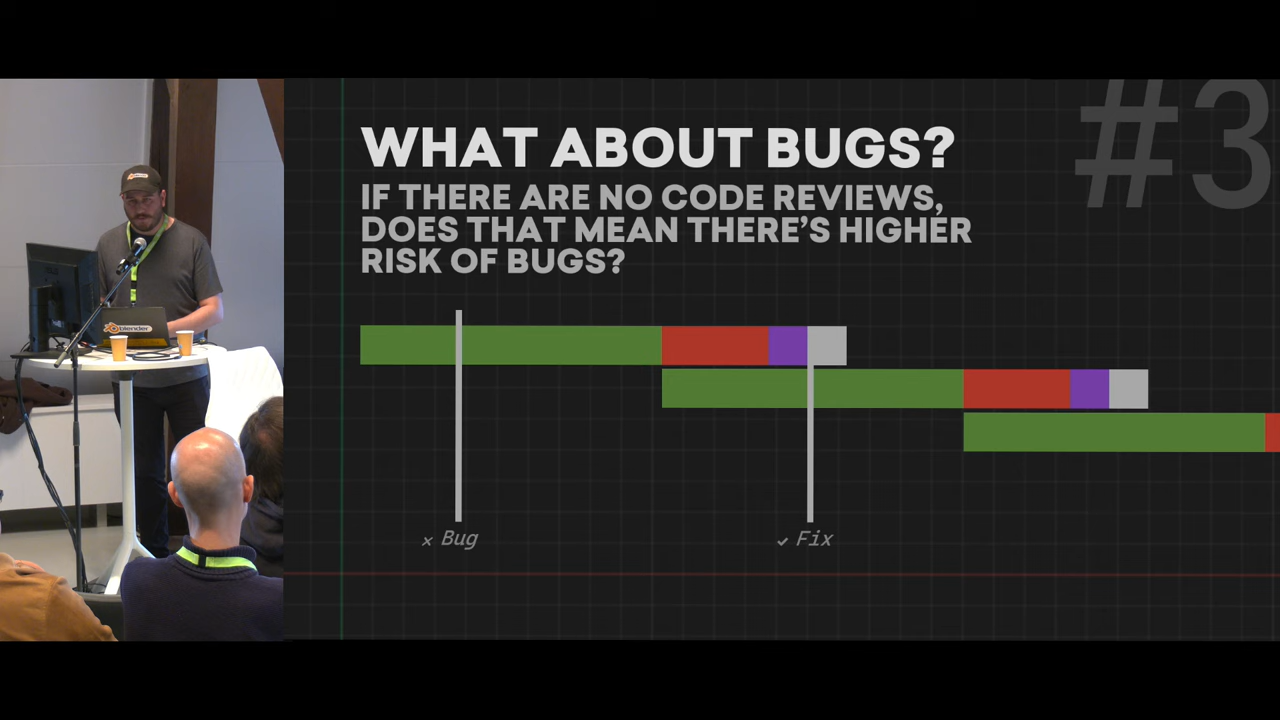 #3
WHAT ABOUT BUGS?
IF THERE ARE NO CODE REVIEWS,
DOES THAT MEAN THERE'S HIGHER
RISK OF BUGS?
× Bug
✓ Fix
blender